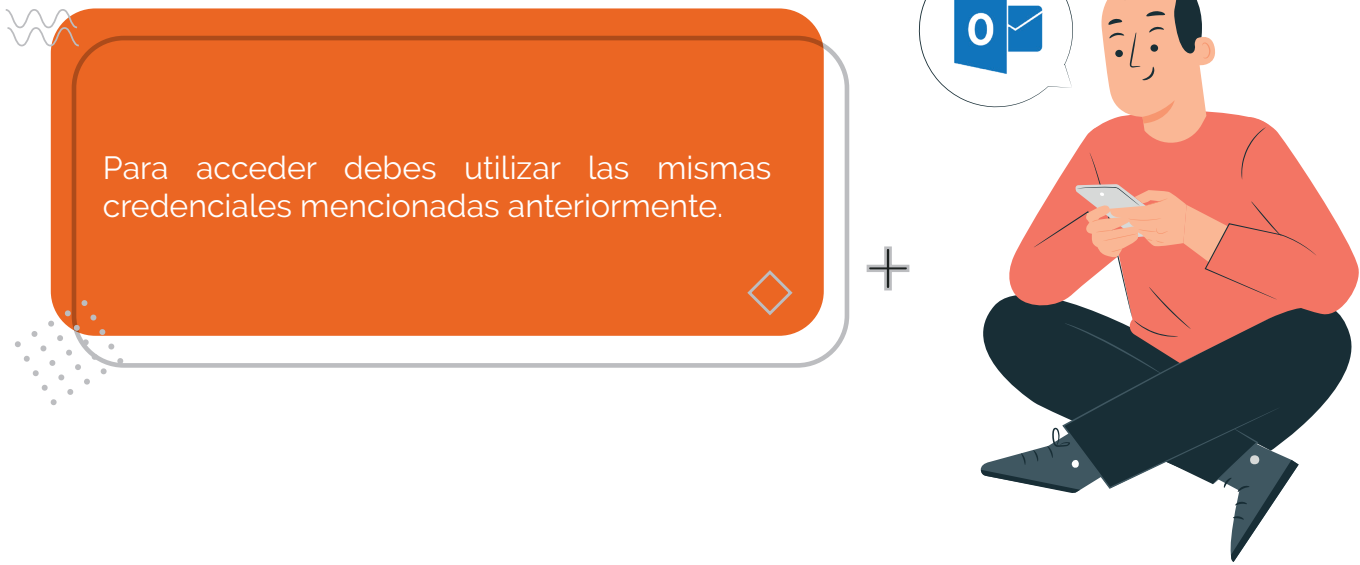 Para acceder debes utilizar las mismas
credenciales mencionadas anteriormente.
O